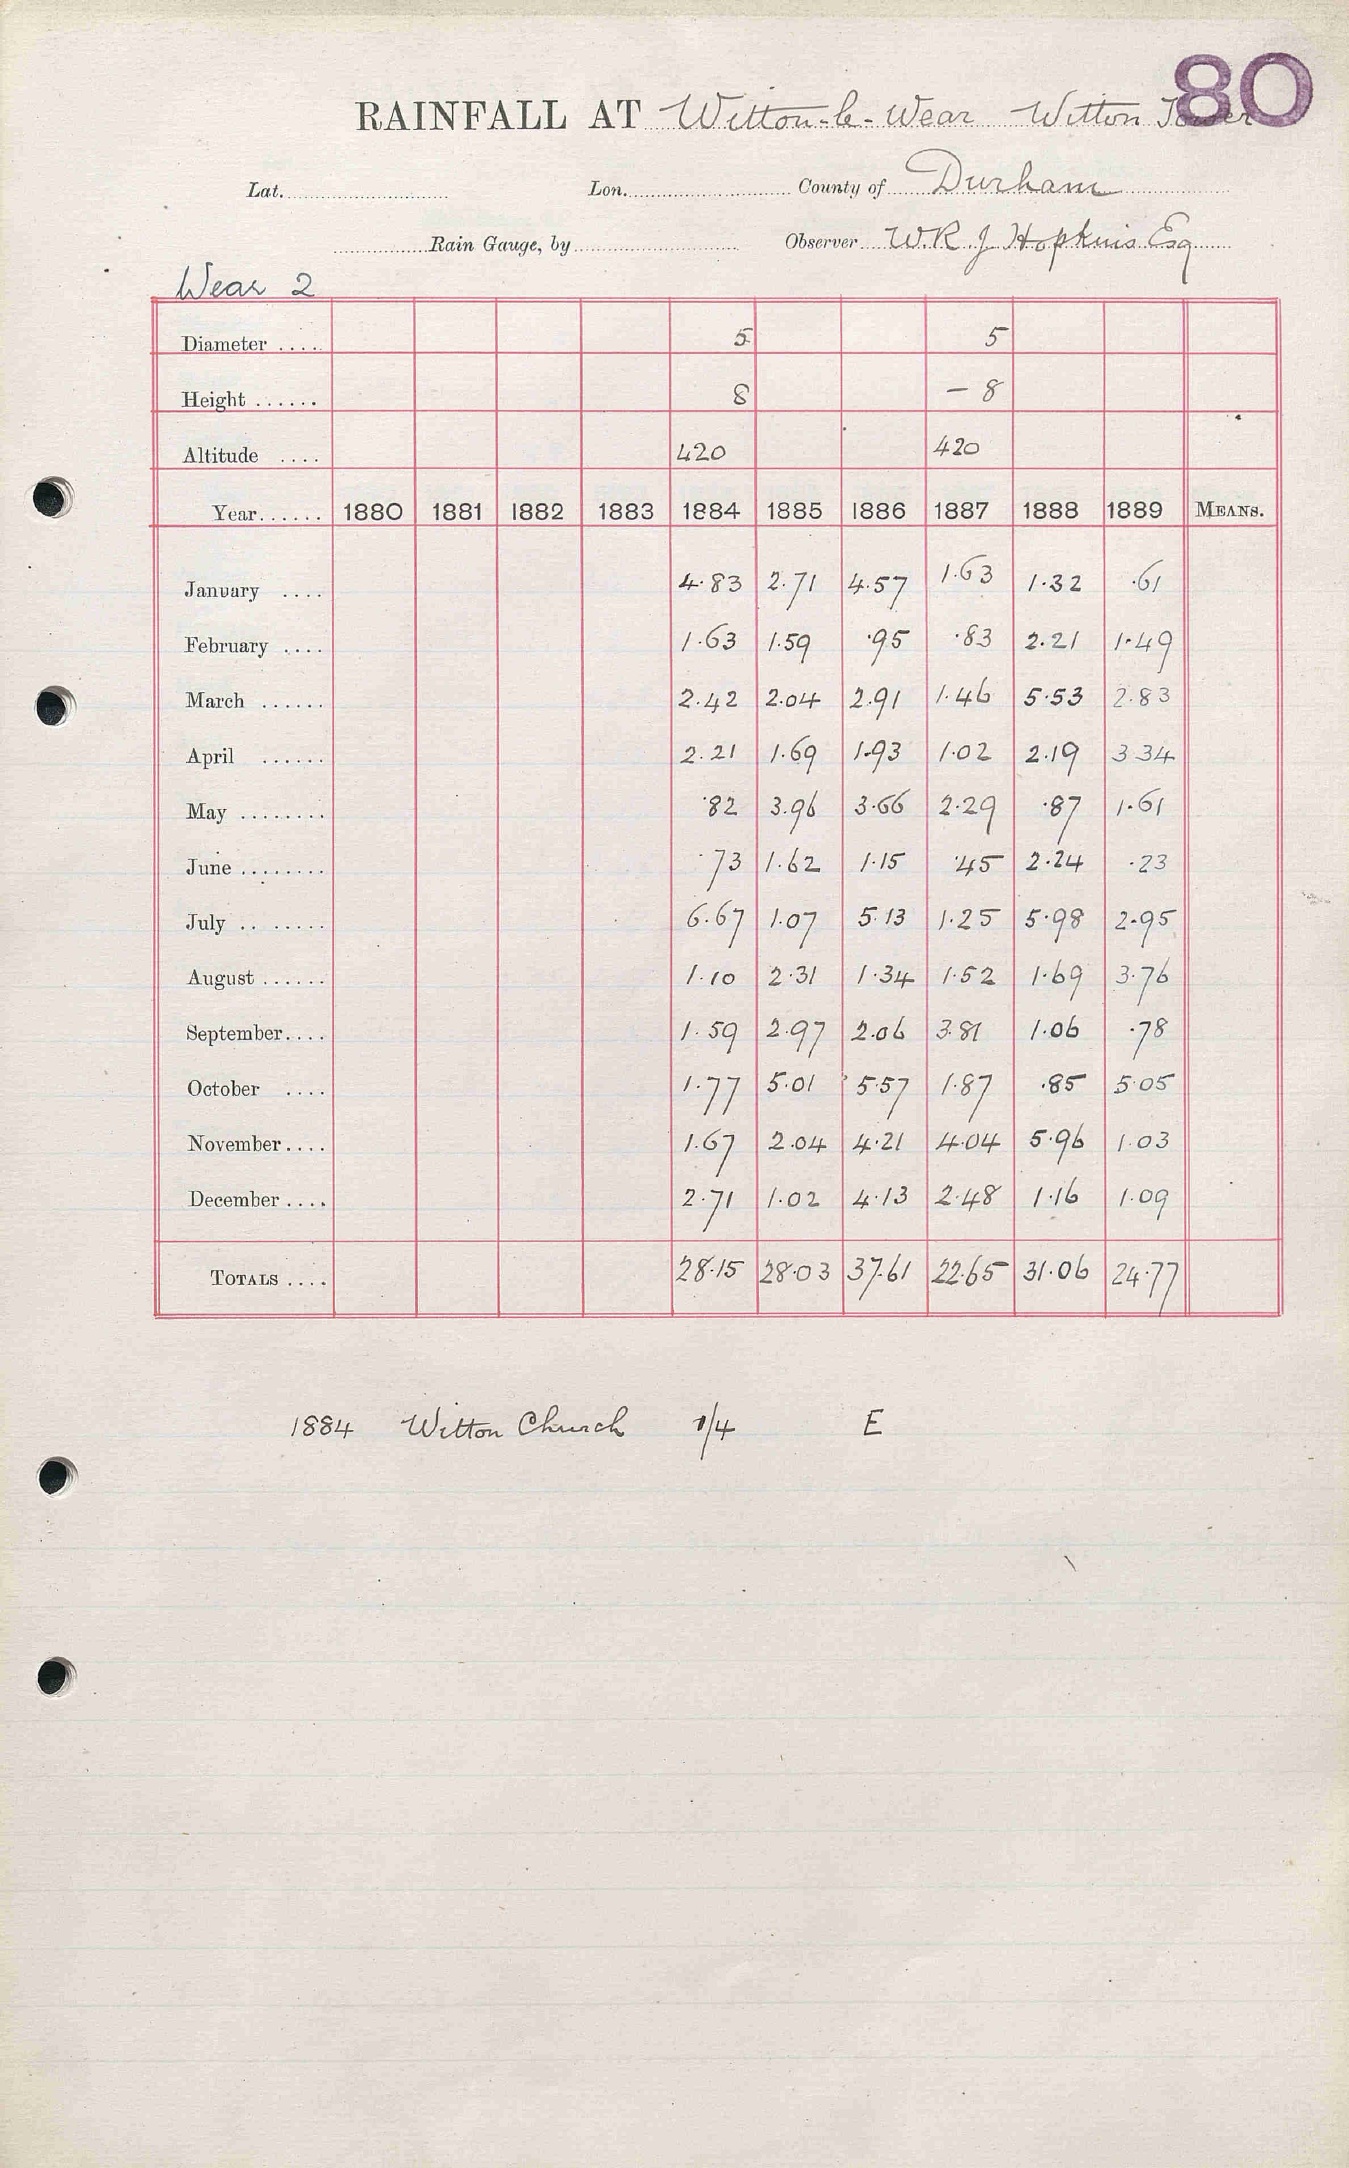 80
RAINFALL AT Witton-le-Wear Witton Tower
Lat. Lon. County of Durham
Rain Gauge, by Observer W.R.J Hopkins Esq
Wear 2
Diameter .... 5 5
Height ...... 8 – 8
Altitude .... 420 420
Year...... 1880 1881 1882 1883 1884 1885 1886 1887 1888 1889 MEANS.
January .... 4.83 2.71 4.57 1.63 1.32 .61
February .... 1.63 1.59 .95 .83 2.21 1.49
March ...... 2.42 2.04 2.91 1.46 5.53 2.83
April ...... 2.21 1.69 1.93 1.02 2.19 3.34
May ........ .82 3.96 3.66 2.29 .87 1.61
June ........ .73 1.62 1.15 .45 2.24 .23
July .. ..... 6.67 1.07 5.13 1.25 5.98 2.95
August ...... 1.10 2.31 1.34 1.52 1.69 3.76
September.... 1.59 2.97 2.06 3.81 1.06 .78
October .... 1.77 5.01 5.57 1.87 .85 5.05
November.... 1.67 2.04 4.21 4.04 5.96 1.03
December.... 2.71 1.02 4.13 2.48 1.16 1.09
TOTALS .... 28.15 28.03 37.61 22.65 31.06 24.77
1884 Witton Church 1/4 E